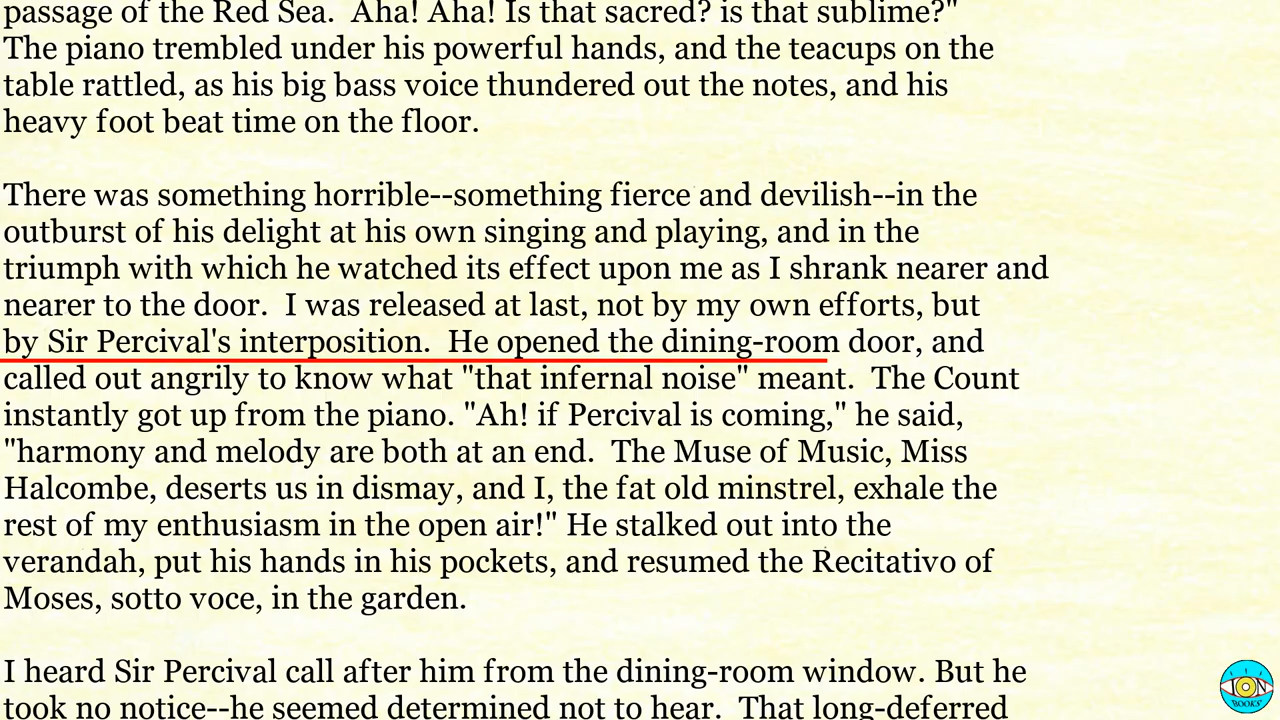 passage of the Red Sea.  Aha! Aha! Is that sacred? is that sublime?"
The piano trembled under his powerful hands, and the teacups on the
table rattled, as his big bass voice thundered out the notes, and his
heavy foot beat time on the floor.
There was something horrible--something fierce and devilish--in the
outburst of his delight at his own singing and playing, and in the
triumph with which he watched its effect upon me as I shrank nearer and
nearer to the door.  I was released at last, not by my own efforts, but
by Sir Percival's interposition.  He opened the dining-room door, and
called out angrily to know what "that infernal noise" meant.  The Count
instantly got up from the piano. "Ah! if Percival is coming," he said,
"harmony and melody are both at an end.  The Muse of Music, Miss
Halcombe, deserts us in dismay, and I, the fat old minstrel, exhale the
rest of my enthusiasm in the open air!" He stalked out into the
verandah, put his hands in his pockets, and resumed the Recitativo of
Moses, sotto voce, in the garden.
I heard Sir Percival call after him from the dining-room window. But he
took no notice--he seemed determined not to hear.  That long-deferred
ION
BOOKS